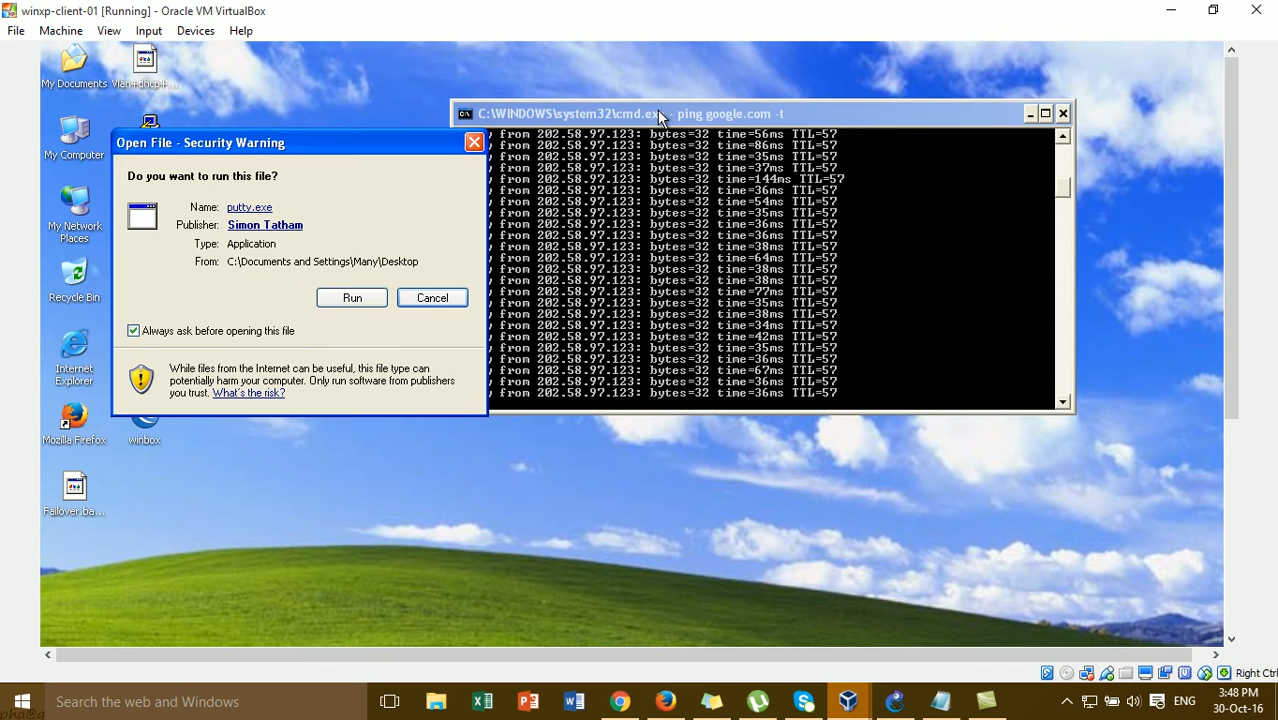 winxp-client-01 [Running] - Oracle VM VirtualBox
File Machine View Input Devices Help
My Documents
Vlan+dhcp+...
My Computer
My Network
Places
Recycle Bin
Internet
Explorer
Mozilla Firefox
winbox
Failover.ba...
C:\WINDOWS\system32\cmd.exe - ping google.com -t
from 202.58.97.123: bytes=32 time=56ms TTL=57
from 202.58.97.123: bytes=32 time=86ms TTL=57
from 202.58.97.123: bytes=32 time=35ms TTL=57
from 202.58.97.123: bytes=32 time=37ms TTL=57
from 202.58.97.123: bytes=32 time=144ms TTL=57
from 202.58.97.123: bytes=32 time=36ms TTL=57
from 202.58.97.123: bytes=32 time=54ms TTL=57
from 202.58.97.123: bytes=32 time=35ms TTL=57
from 202.58.97.123: bytes=32 time=36ms TTL=57
from 202.58.97.123: bytes=32 time=36ms TTL=57
from 202.58.97.123: bytes=32 time=38ms TTL=57
from 202.58.97.123: bytes=32 time=64ms TTL=57
from 202.58.97.123: bytes=32 time=38ms TTL=57
from 202.58.97.123: bytes=32 time=38ms TTL=57
from 202.58.97.123: bytes=32 time=77ms TTL=57
from 202.58.97.123: bytes=32 time=35ms TTL=57
from 202.58.97.123: bytes=32 time=38ms TTL=57
from 202.58.97.123: bytes=32 time=34ms TTL=57
from 202.58.97.123: bytes=32 time=42ms TTL=57
from 202.58.97.123: bytes=32 time=35ms TTL=57
from 202.58.97.123: bytes=32 time=36ms TTL=57
from 202.58.97.123: bytes=32 time=67ms TTL=57
from 202.58.97.123: bytes=32 time=36ms TTL=57
from 202.58.97.123: bytes=32 time=36ms TTL=57
Open File - Security Warning
Do you want to run this file?
Name: putty.exe
Publisher: Simon Tatham
Type: Application
From: C:\Documents and Settings\Many\Desktop
Run Cancel
Always ask before opening this file
While files from the Internet can be useful, this file type can
potentially harm your computer. Only run software from publishers
you trust. What's the risk?
Right Ctrl
Search the web and Windows
ENG
3:48 PM
30-Oct-16